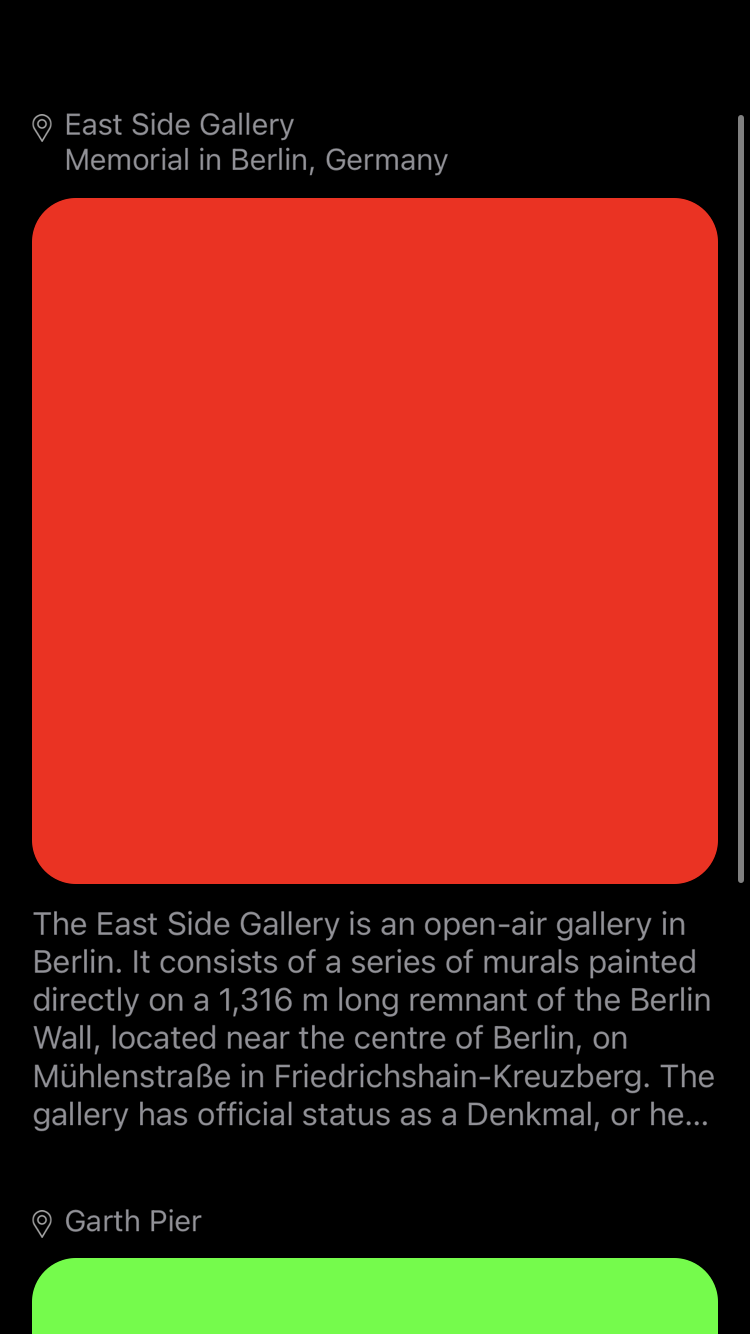 East Side Gallery
Memorial in Berlin, Germany
The East Side Gallery is an open-air gallery in
Berlin. It consists of a series of murals painted
directly on a 1,316 m long remnant of the Berlin
Wall, located near the centre of Berlin, on
Mühlenstraße in Friedrichshain-Kreuzberg. The
gallery has official status as a Denkmal, or he...
Garth Pier